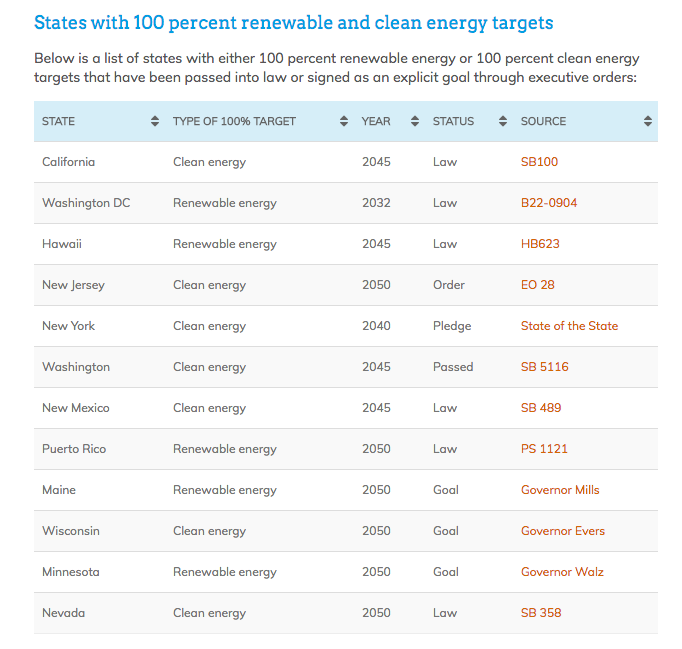 States with 100 percent renewable and clean energy targets
Below is a list of states with either 100 percent renewable energy or 100 percent clean energy
targets that have been passed into law or signed as an explicit goal through executive orders:
STATE TYPE OF 100% TARGET YEAR STATUS SOURCE
California Clean energy 2045 Law SB100
Washington DC Renewable energy 2032 Law B22-0904
Hawaii Renewable energy 2045 Law HB623
New Jersey Clean energy 2050 Order EO 28
New York Clean energy 2040 Pledge State of the State
Washington Clean energy 2045 Passed SB 5116
New Mexico Clean energy 2045 Law SB 489
Puerto Rico Renewable energy 2050 Law PS 1121
Maine Renewable energy 2050 Goal Governor Mills
Wisconsin Clean energy 2050 Goal Governor Evers
Minnesota Renewable energy 2050 Goal Governor Walz
Nevada Clean energy 2050 Law SB 358